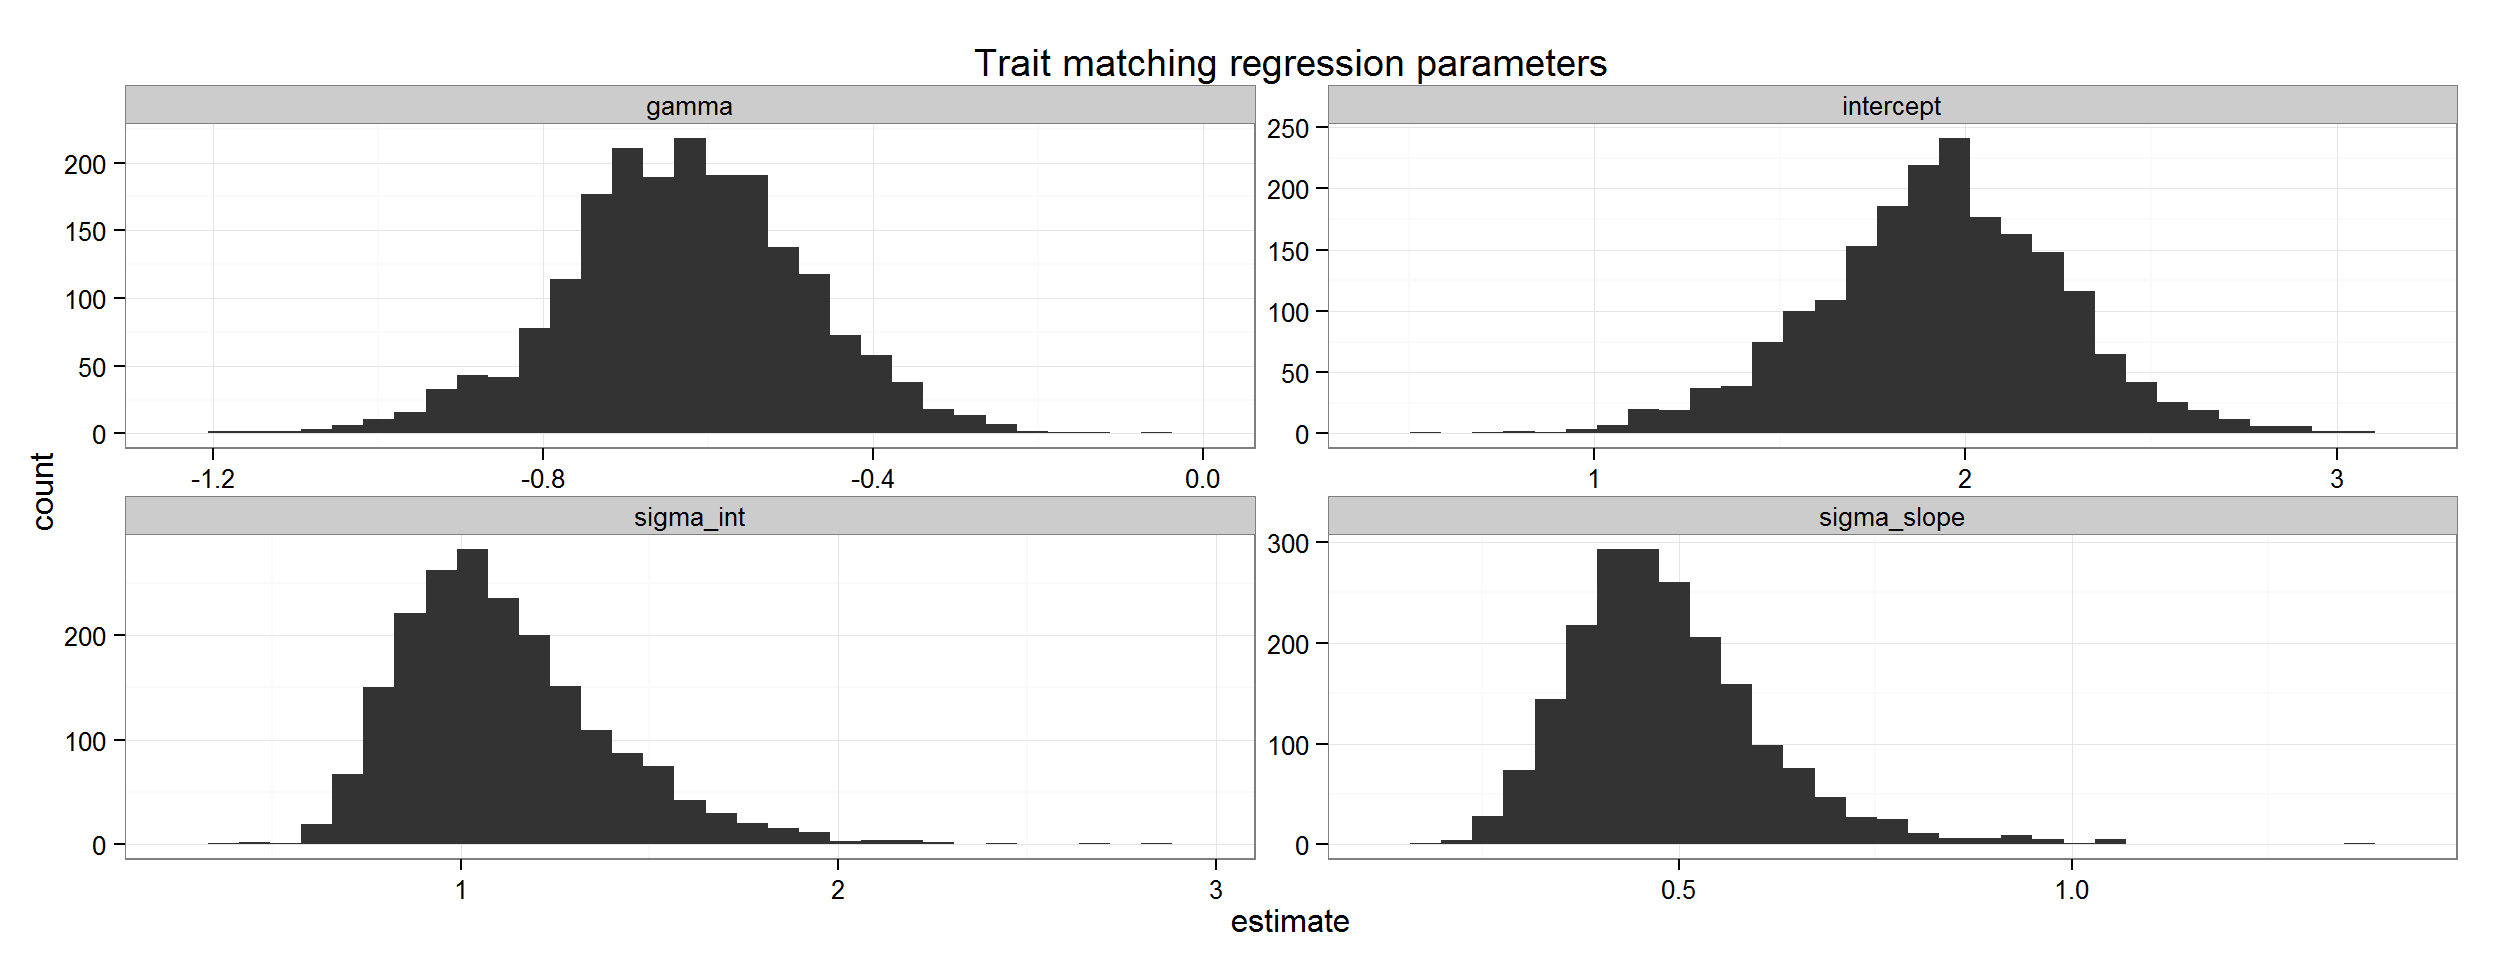 Trait matching regression parameters
gamma
intercept
200
150
100
50
0
-1.2 -0.8 -0.4 0.0
250
200
150
100
50
0
1 2 3
count
sigma_int
sigma_slope
200
100
0
1 2 3
300
200
100
0
0.5 1.0
estimate